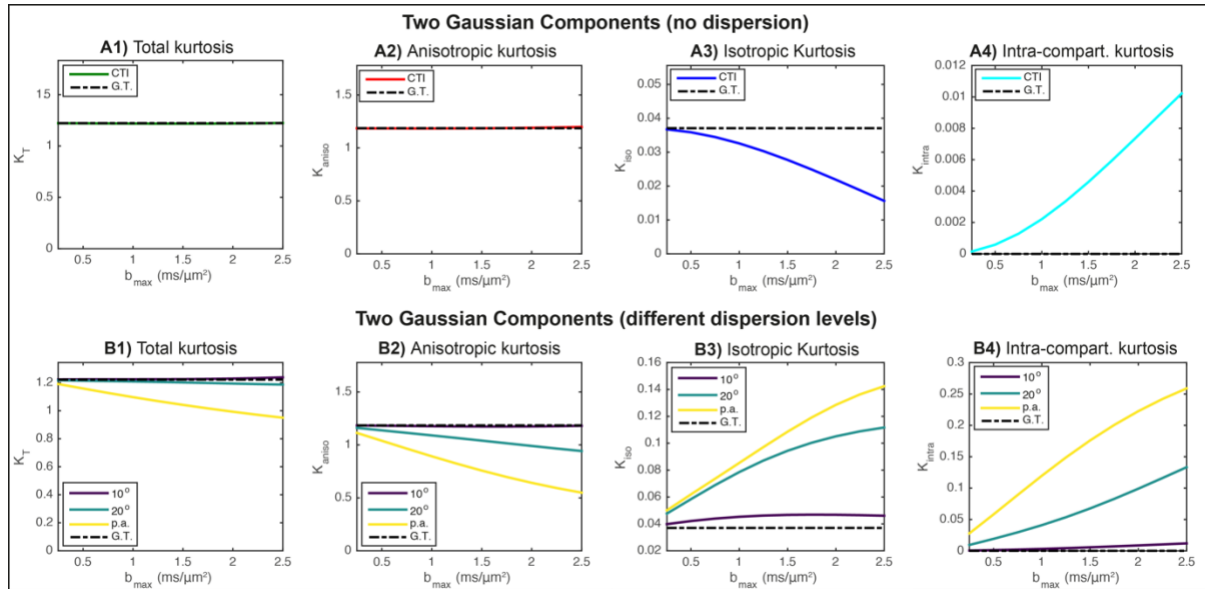 Two Gaussian Components (no dispersion)
A1) Total kurtosis
CTI
G.T.
15
1
0.5
0
K_T
0.5 1 1.5 2 2.5
b_max (ms/μm²)
A2) Anisotropic kurtosis
CTI
G.T.
1.5
1
0.5
0
K_aniso
0.5 1 1.5 2 2.5
b_max (ms/μm²)
A3) Isotropic Kurtosis
CTI
G.T.
0.05
0.04
0.03
0.02
0.01
0
K_iso
0.5 1 1.5 2 2.5
b_max (ms/μm²)
A4) Intra-compart. kurtosis
CTI
G.T.
0.012
0.01
0.008
0.006
0.004
0.002
0
K_intra
0.5 1 1.5 2 2.5
b_max (ms/μm²)
Two Gaussian Components (different dispersion levels)
B1) Total kurtosis
1.2
1
0.8
0.6
0.4
0.2
0
K_T
10°
20°
p.a.
G.T.
0.5 1 1.5 2 2.5
b_max (ms/μm²)
B2) Anisotropic kurtosis
1.5
1
0.5
0
K_aniso
10°
20°
p.a.
G.T.
0.5 1 1.5 2 2.5
b_max (ms/μm²)
B3) Isotropic Kurtosis
10°
20°
p.a.
G.T.
0.16
0.14
0.12
0.1
0.08
0.06
0.04
0.02
K_iso
0.5 1 1.5 2 2.5
b_max (ms/μm²)
B4) Intra-compart. kurtosis
10°
20°
p.a.
G.T.
0.3
0.25
0.2
0.15
0.1
0.05
0
K_intra
0.5 1 1.5 2 2.5
b_max (ms/μm²)